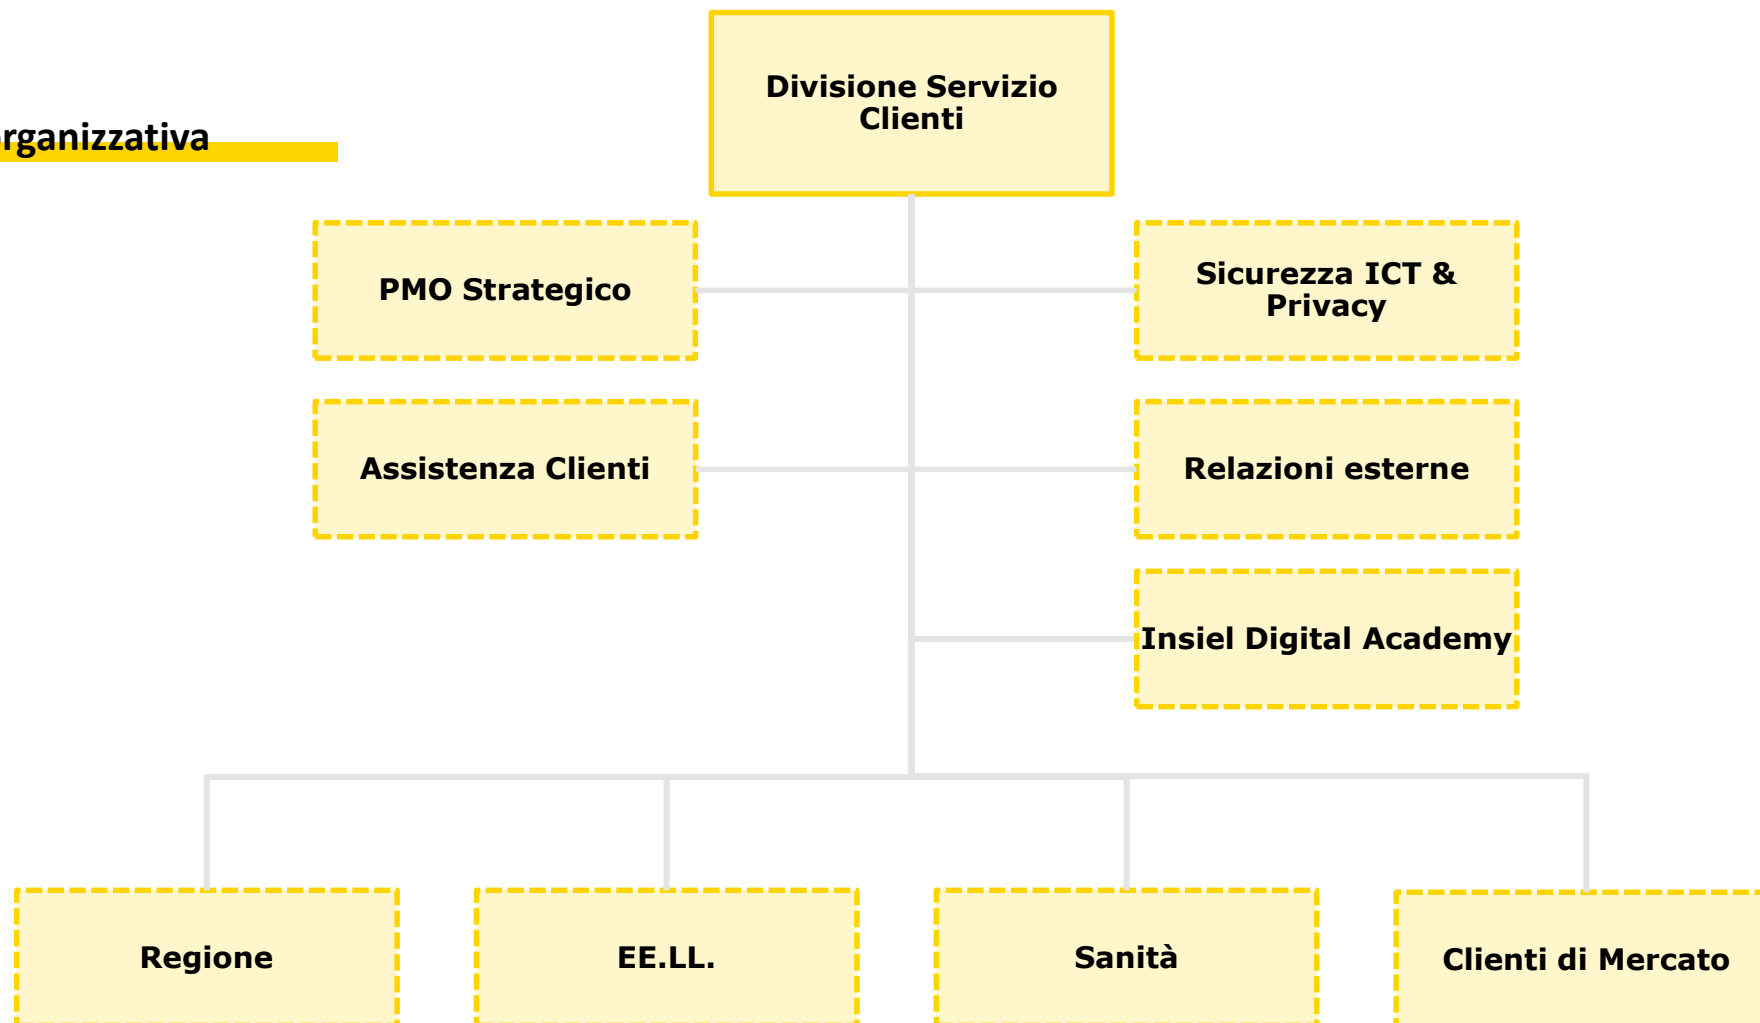 Divisione Servizio
Clienti
rganizzativa
PMO Strategico
Sicurezza ICT &
Privacy
Assistenza Clienti
Relazioni esterne
Insiel Digital Academy
Regione
EE.LL.
Sanità
Clienti di Mercato